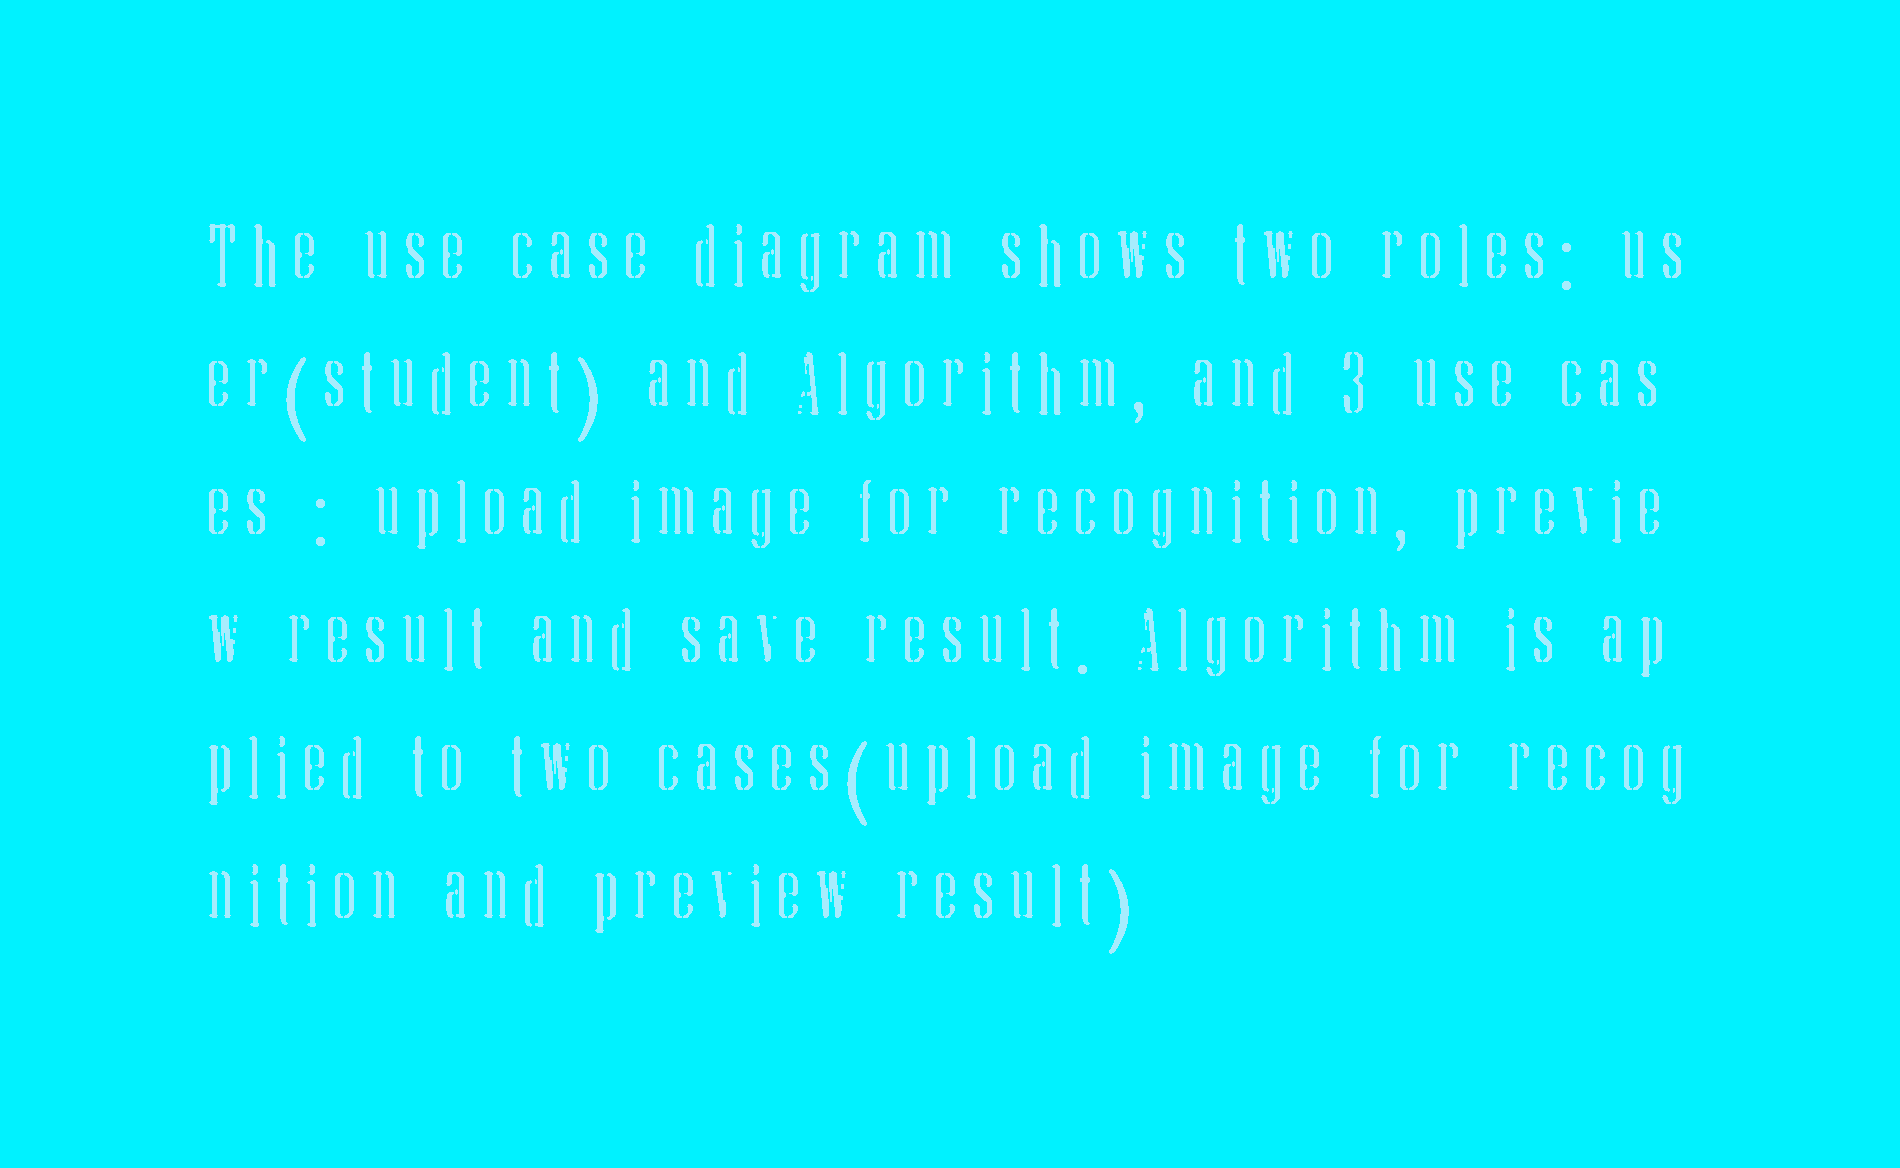 The use case diagram shows two roles: us
er(student) and Algorithm, and 3 use cas
es : upload image for recognition, previe
w result and save result. Algorithm is ap
plied to two cases(upload image for recog
nition and preview result)